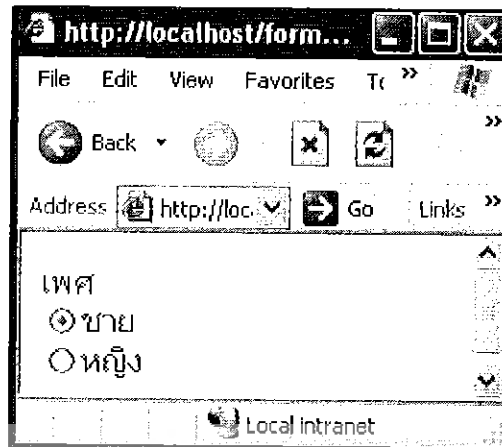 http://localhost/form...
File Edit View Favorites To »
Back »
Address http://loc Go Links »
เพศ
ชาย
หญิง
Local intranet